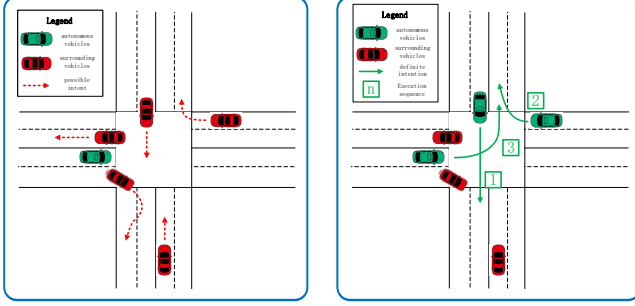 Legend
autonomous
vehicles
surrounding
vehicles
possible
intent
Legend
autonomous
vehicles
surrounding
vehicles
definite
intention
n
Execution
sequence
2
3
1